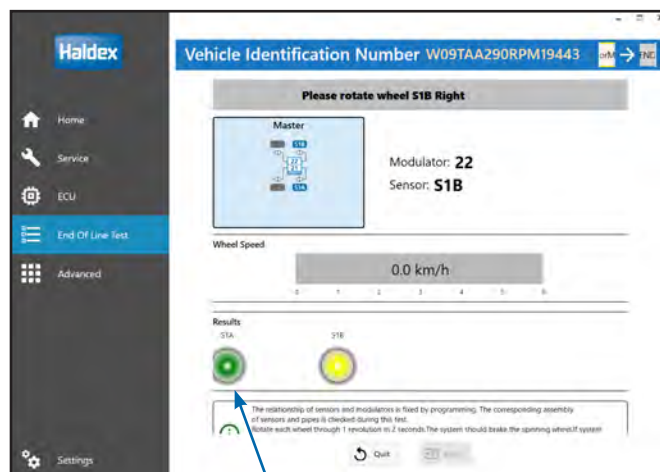 Haldex
Vehicle Identification Number W09TAA290RPM19443
orM → ENG
Please rotate wheel S1B Right
Home
Service
ECU
End Of Line Test
Advanced
Settings
Master
S1B
22
21
S1A
Modulator: 22
Sensor: S1B
Wheel Speed
0.0 km/h
0 1 2 3 4 5 6
Results
S1A S1B
The relationship of sensors and modulators is fixed by programming. The corresponding assembly
of sensors and pipes is checked during this test.
Rotate each wheel through 1 revolution in 2 seconds.The system should brake the spinning wheel.If system
Quit